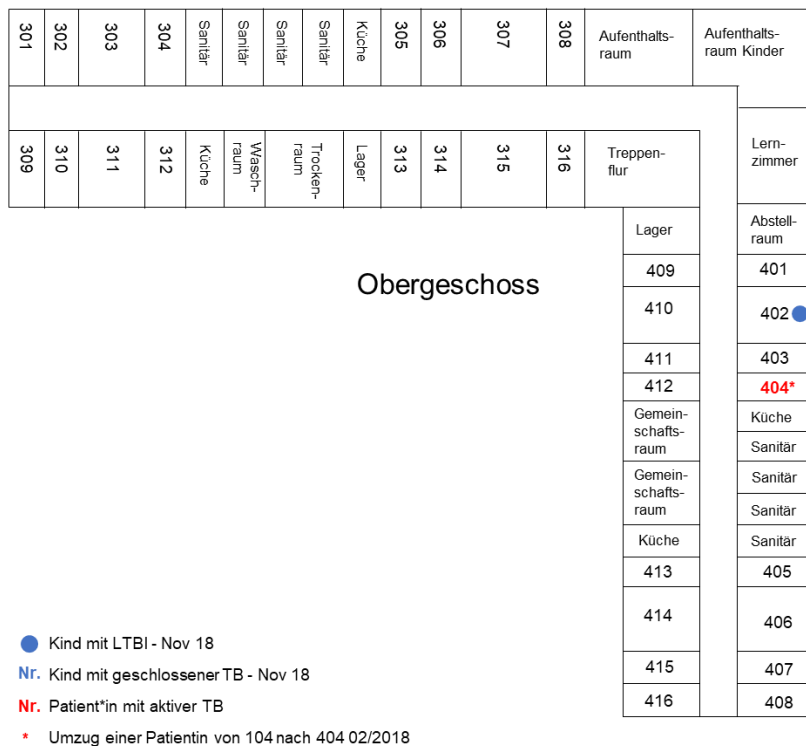 301
302
303
304
Sanitär
Sanitär
Sanitär
Sanitär
Küche
305
306
307
308
Aufenthalts-
raum
Aufenthalts-
raum Kinder
309
310
311
312
Küche
Wasch-
raum
Trocken-
raum
Lager
313
314
315
316
Treppen-
flur
Lern-
zimmer
Lager
Abstell-
raum
409
401
Obergeschoss
410
402
411
403
412
404*
Gemein-
schafts-
raum
Küche
Sanitär
Gemein-
schafts-
raum
Sanitär
Sanitär
Küche
Sanitär
413
405
414
406
415
407
416
408
Kind mit LTBI - Nov 18
Nr. Kind mit geschlossener TB - Nov 18
Nr. Patient*in mit aktiver TB
* Umzug einer Patientin von 104 nach 404 02/2018